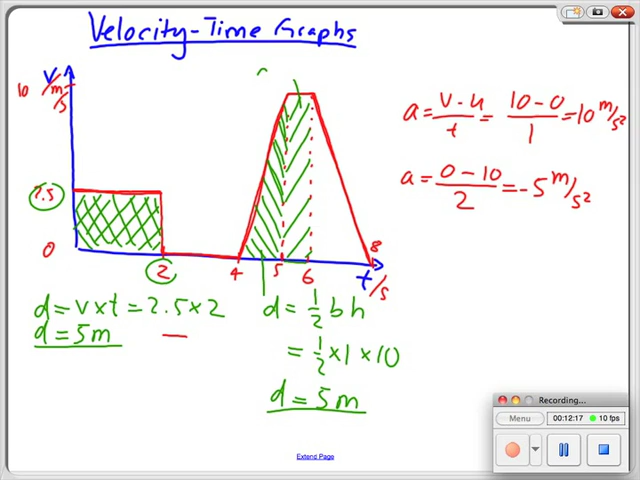 Velocity-Time Graphs
V/m/s
10
2.5
0
2
4
5
6
8
t/s
a = v - u / t = 10 - 0 / 1 = 10 m/s²
a = 0 - 10 / 2 = -5 m/s²
d = v × t = 2.5 × 2
d = 5m
d = 1/2 b h
= 1/2 × 1 × 10
d = 5m
Recording...
Menu
00:12:17
10 fps
Extend Page